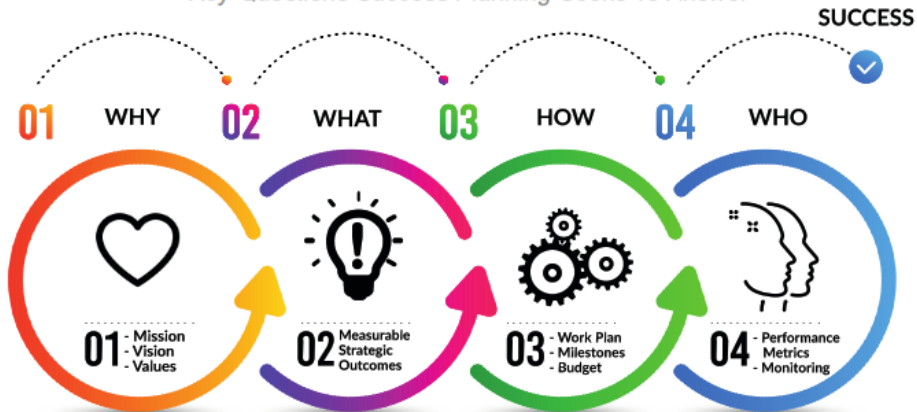 SUCCESS
01 WHY 02 WHAT 03 HOW 04 WHO
01
- Mission
- Vision
- Values
02
Measurable
Strategic
Outcomes
03
- Work Plan
- Milestones
- Budget
04
- Performance
Metrics
- Monitoring